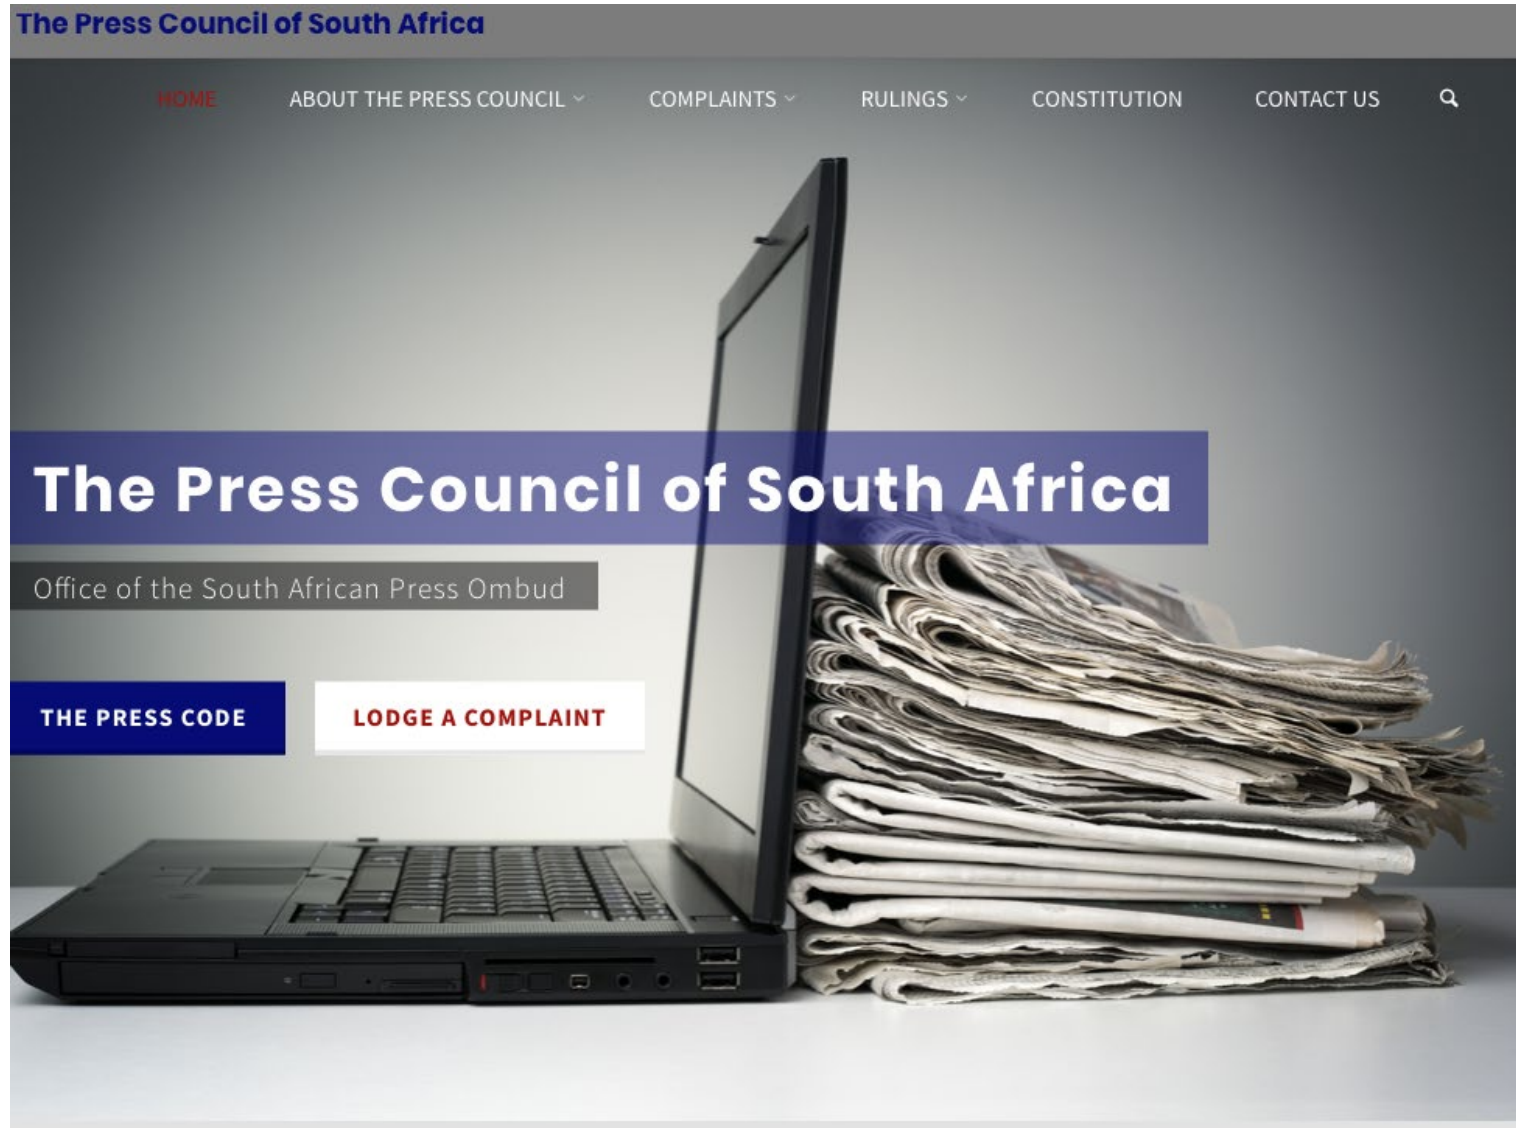 The Press Council of South Africa
HOME ABOUT THE PRESS COUNCIL COMPLAINTS RULINGS CONSTITUTION CONTACT US
The Press Council of South Africa
Office of the South African Press Ombud
THE PRESS CODE LODGE A COMPLAINT